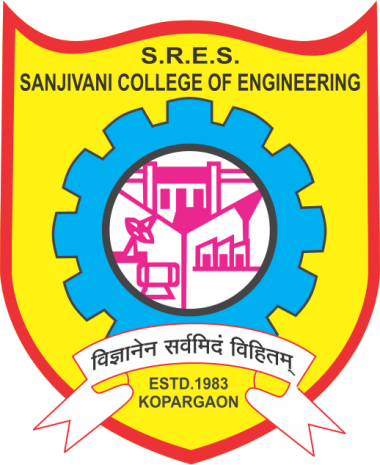 S.R.E.S.
SANJIVANI COLLEGE OF ENGINEERING
विज्ञानेन सर्वमिदं विहितम्
ESTD.1983
KOPARGAON